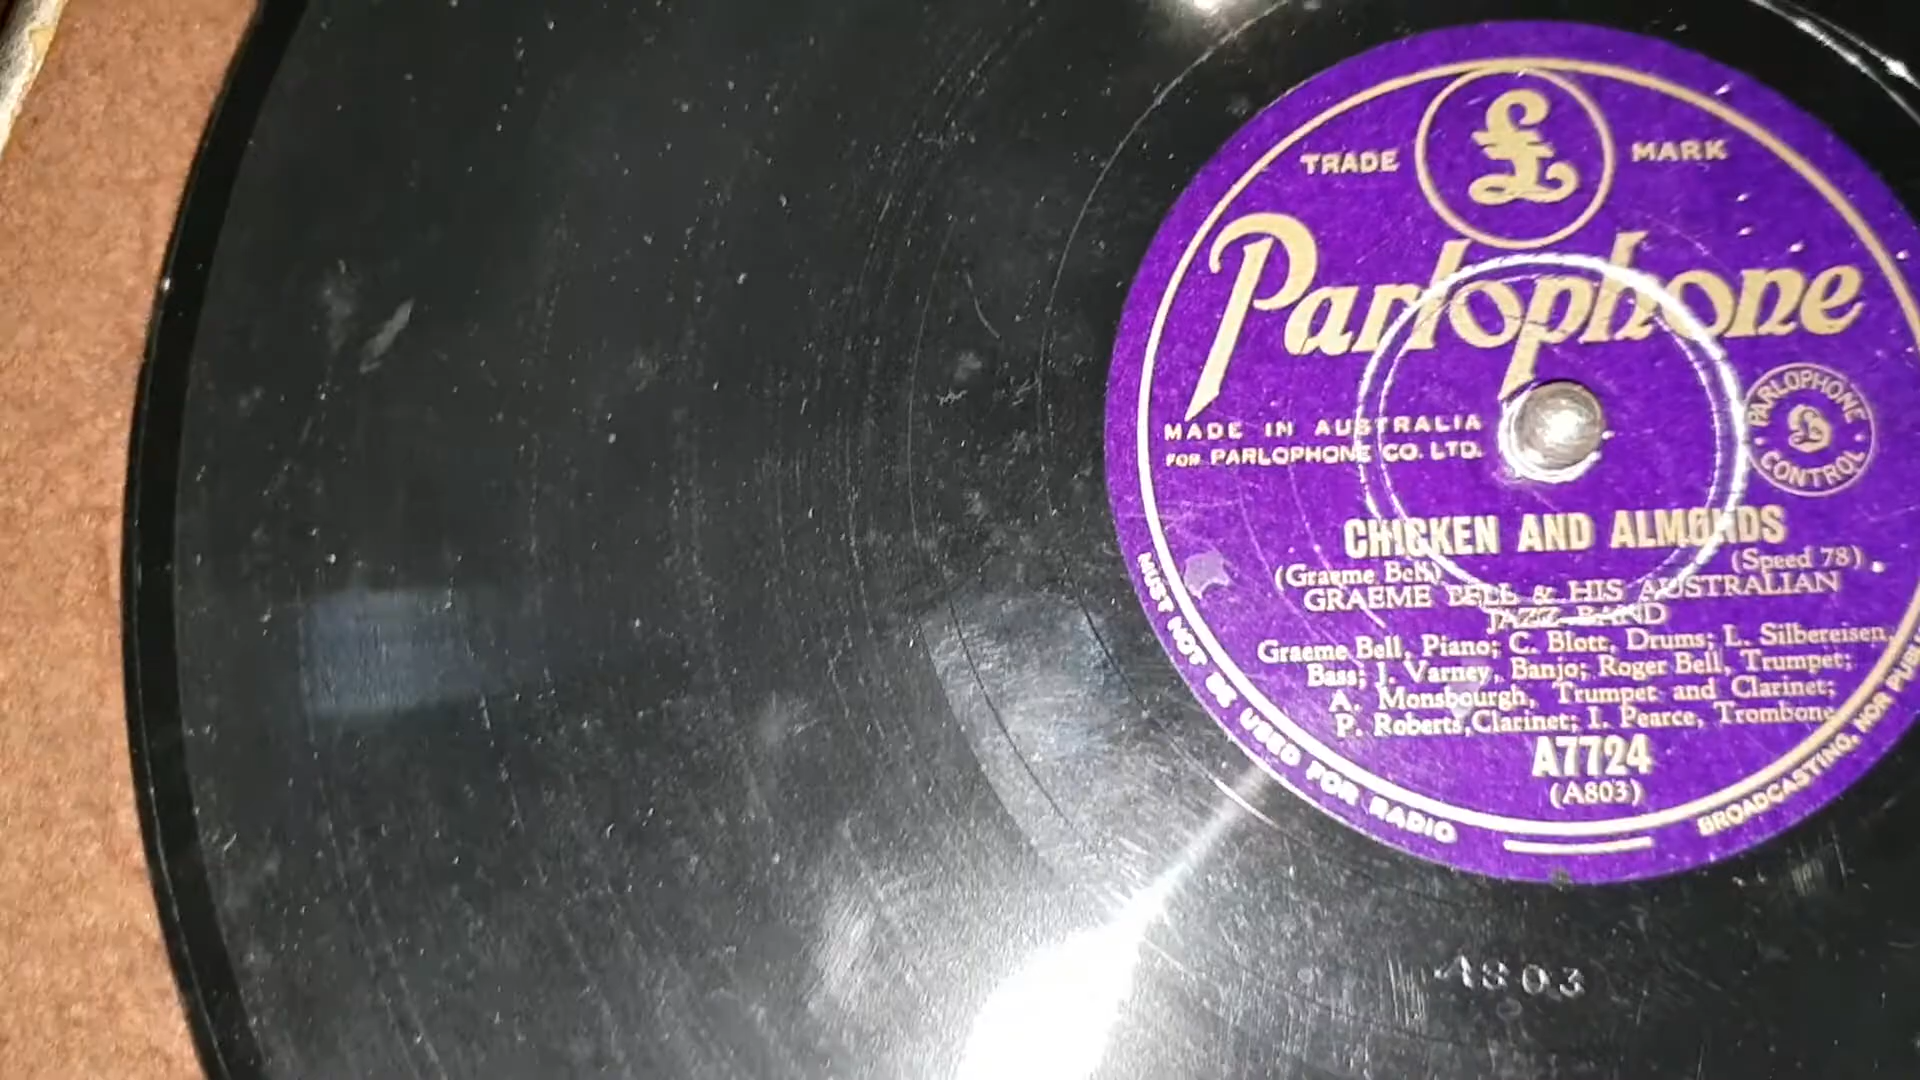 TRADE £ MARK
Parlophone
MADE IN AUSTRALIA
FOR PARLOPHONE CO. LTD.
PARLOPHONE £ CONTROL
CHICKEN AND ALMONDS
(Speed 78)
(Graeme Bell)
GRAEME BELL & HIS AUSTRALIAN
JAZZ BAND
Graeme Bell, Piano; C. Blott, Drums; L. Silbereisen,
Bass; J. Varney, Banjo; Roger Bell, Trumpet;
A. Monsbourgh, Trumpet and Clarinet;
P. Roberts, Clarinet; I. Pearce, Trombone
A7724
(A803)
MUST NOT BE USED FOR RADIO
BROADCASTING, NOR
A803